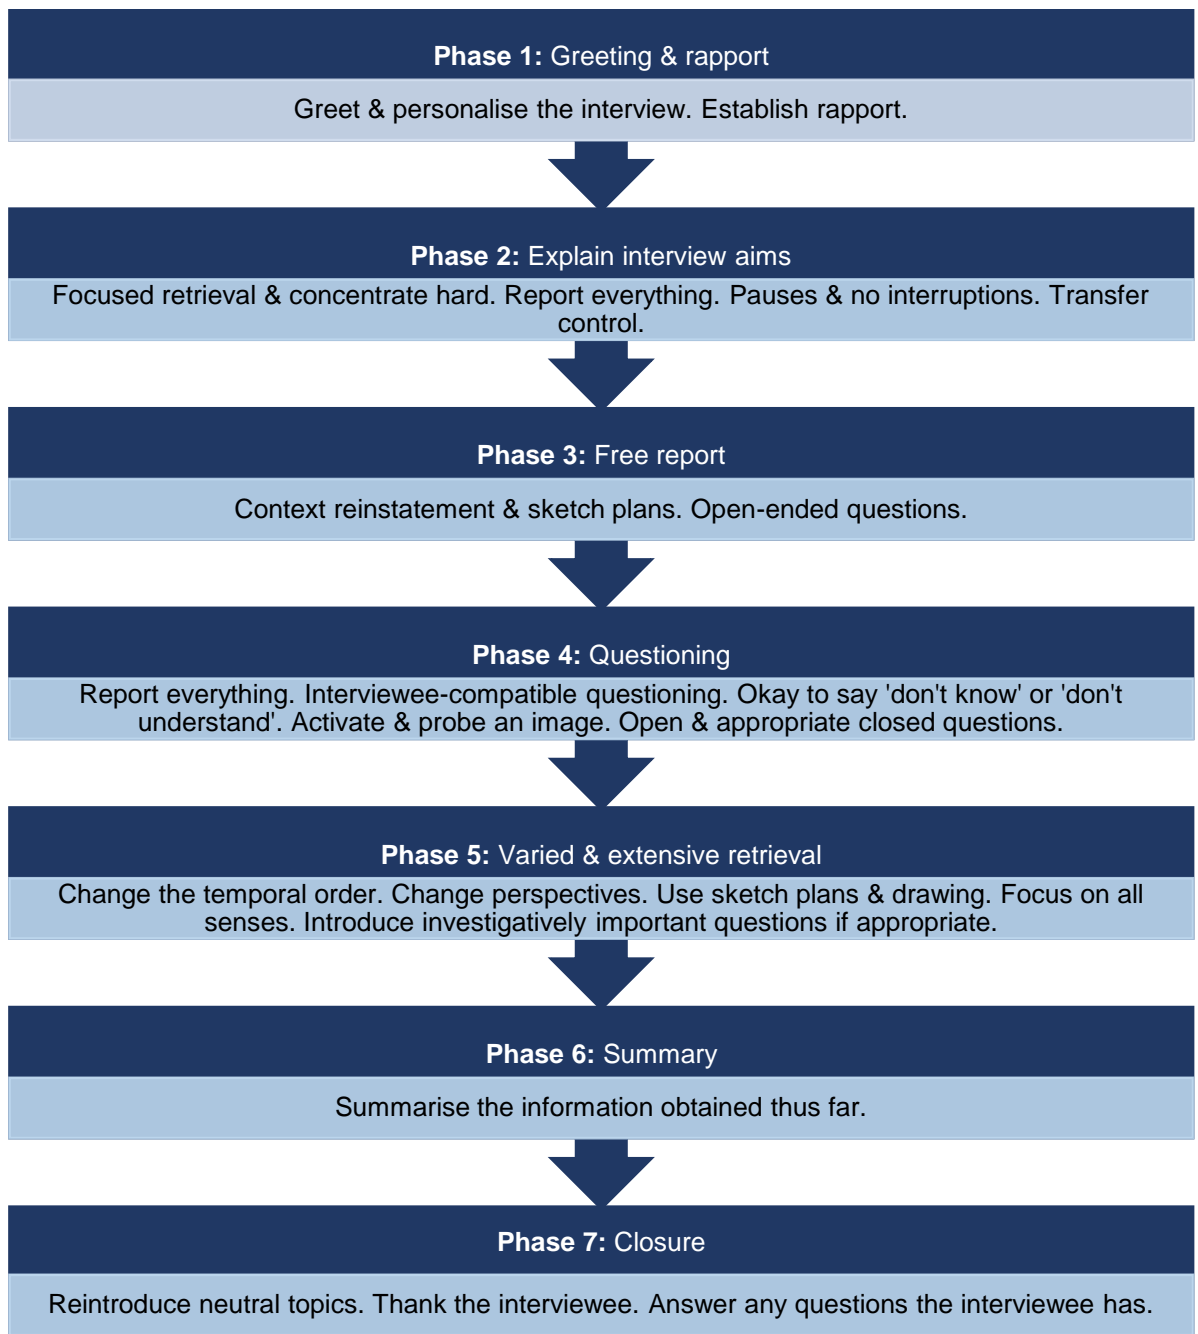 Phase 1: Greeting & rapport
Greet & personalise the interview. Establish rapport.
Phase 2: Explain interview aims
Focused retrieval & concentrate hard. Report everything. Pauses & no interruptions. Transfer
control.
Phase 3: Free report
Context reinstatement & sketch plans. Open-ended questions.
Phase 4: Questioning
Report everything. Interviewee-compatible questioning. Okay to say 'don't know' or 'don't
understand'. Activate & probe an image. Open & appropriate closed questions.
Phase 5: Varied & extensive retrieval
Change the temporal order. Change perspectives. Use sketch plans & drawing. Focus on all
senses. Introduce investigatively important questions if appropriate.
Phase 6: Summary
Summarise the information obtained thus far.
Phase 7: Closure
Reintroduce neutral topics. Thank the interviewee. Answer any questions the interviewee has.